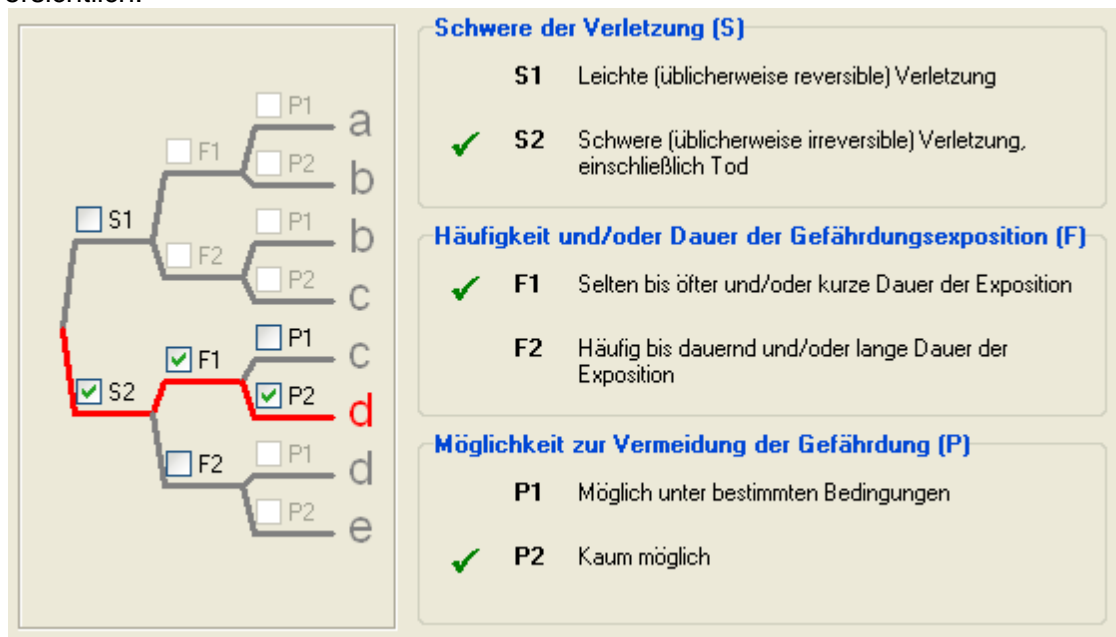 P1
a
F1
P2
b
S1
P1
b
F2
P2
c
P1
c
F1
S2
P2
d
F2
P1
d
P2
e
Schwere der Verletzung (S)
S1 Leichte (üblicherweise reversible) Verletzung
S2 Schwere (üblicherweise irreversible) Verletzung,
einschließlich Tod
Häufigkeit und/oder Dauer der Gefährdungsexposition (F)
F1 Selten bis öfter und/oder kurze Dauer der Exposition
F2 Häufig bis dauernd und/oder lange Dauer der
Exposition
Möglichkeit zur Vermeidung der Gefährdung (P)
P1 Möglich unter bestimmten Bedingungen
P2 Kaum möglich